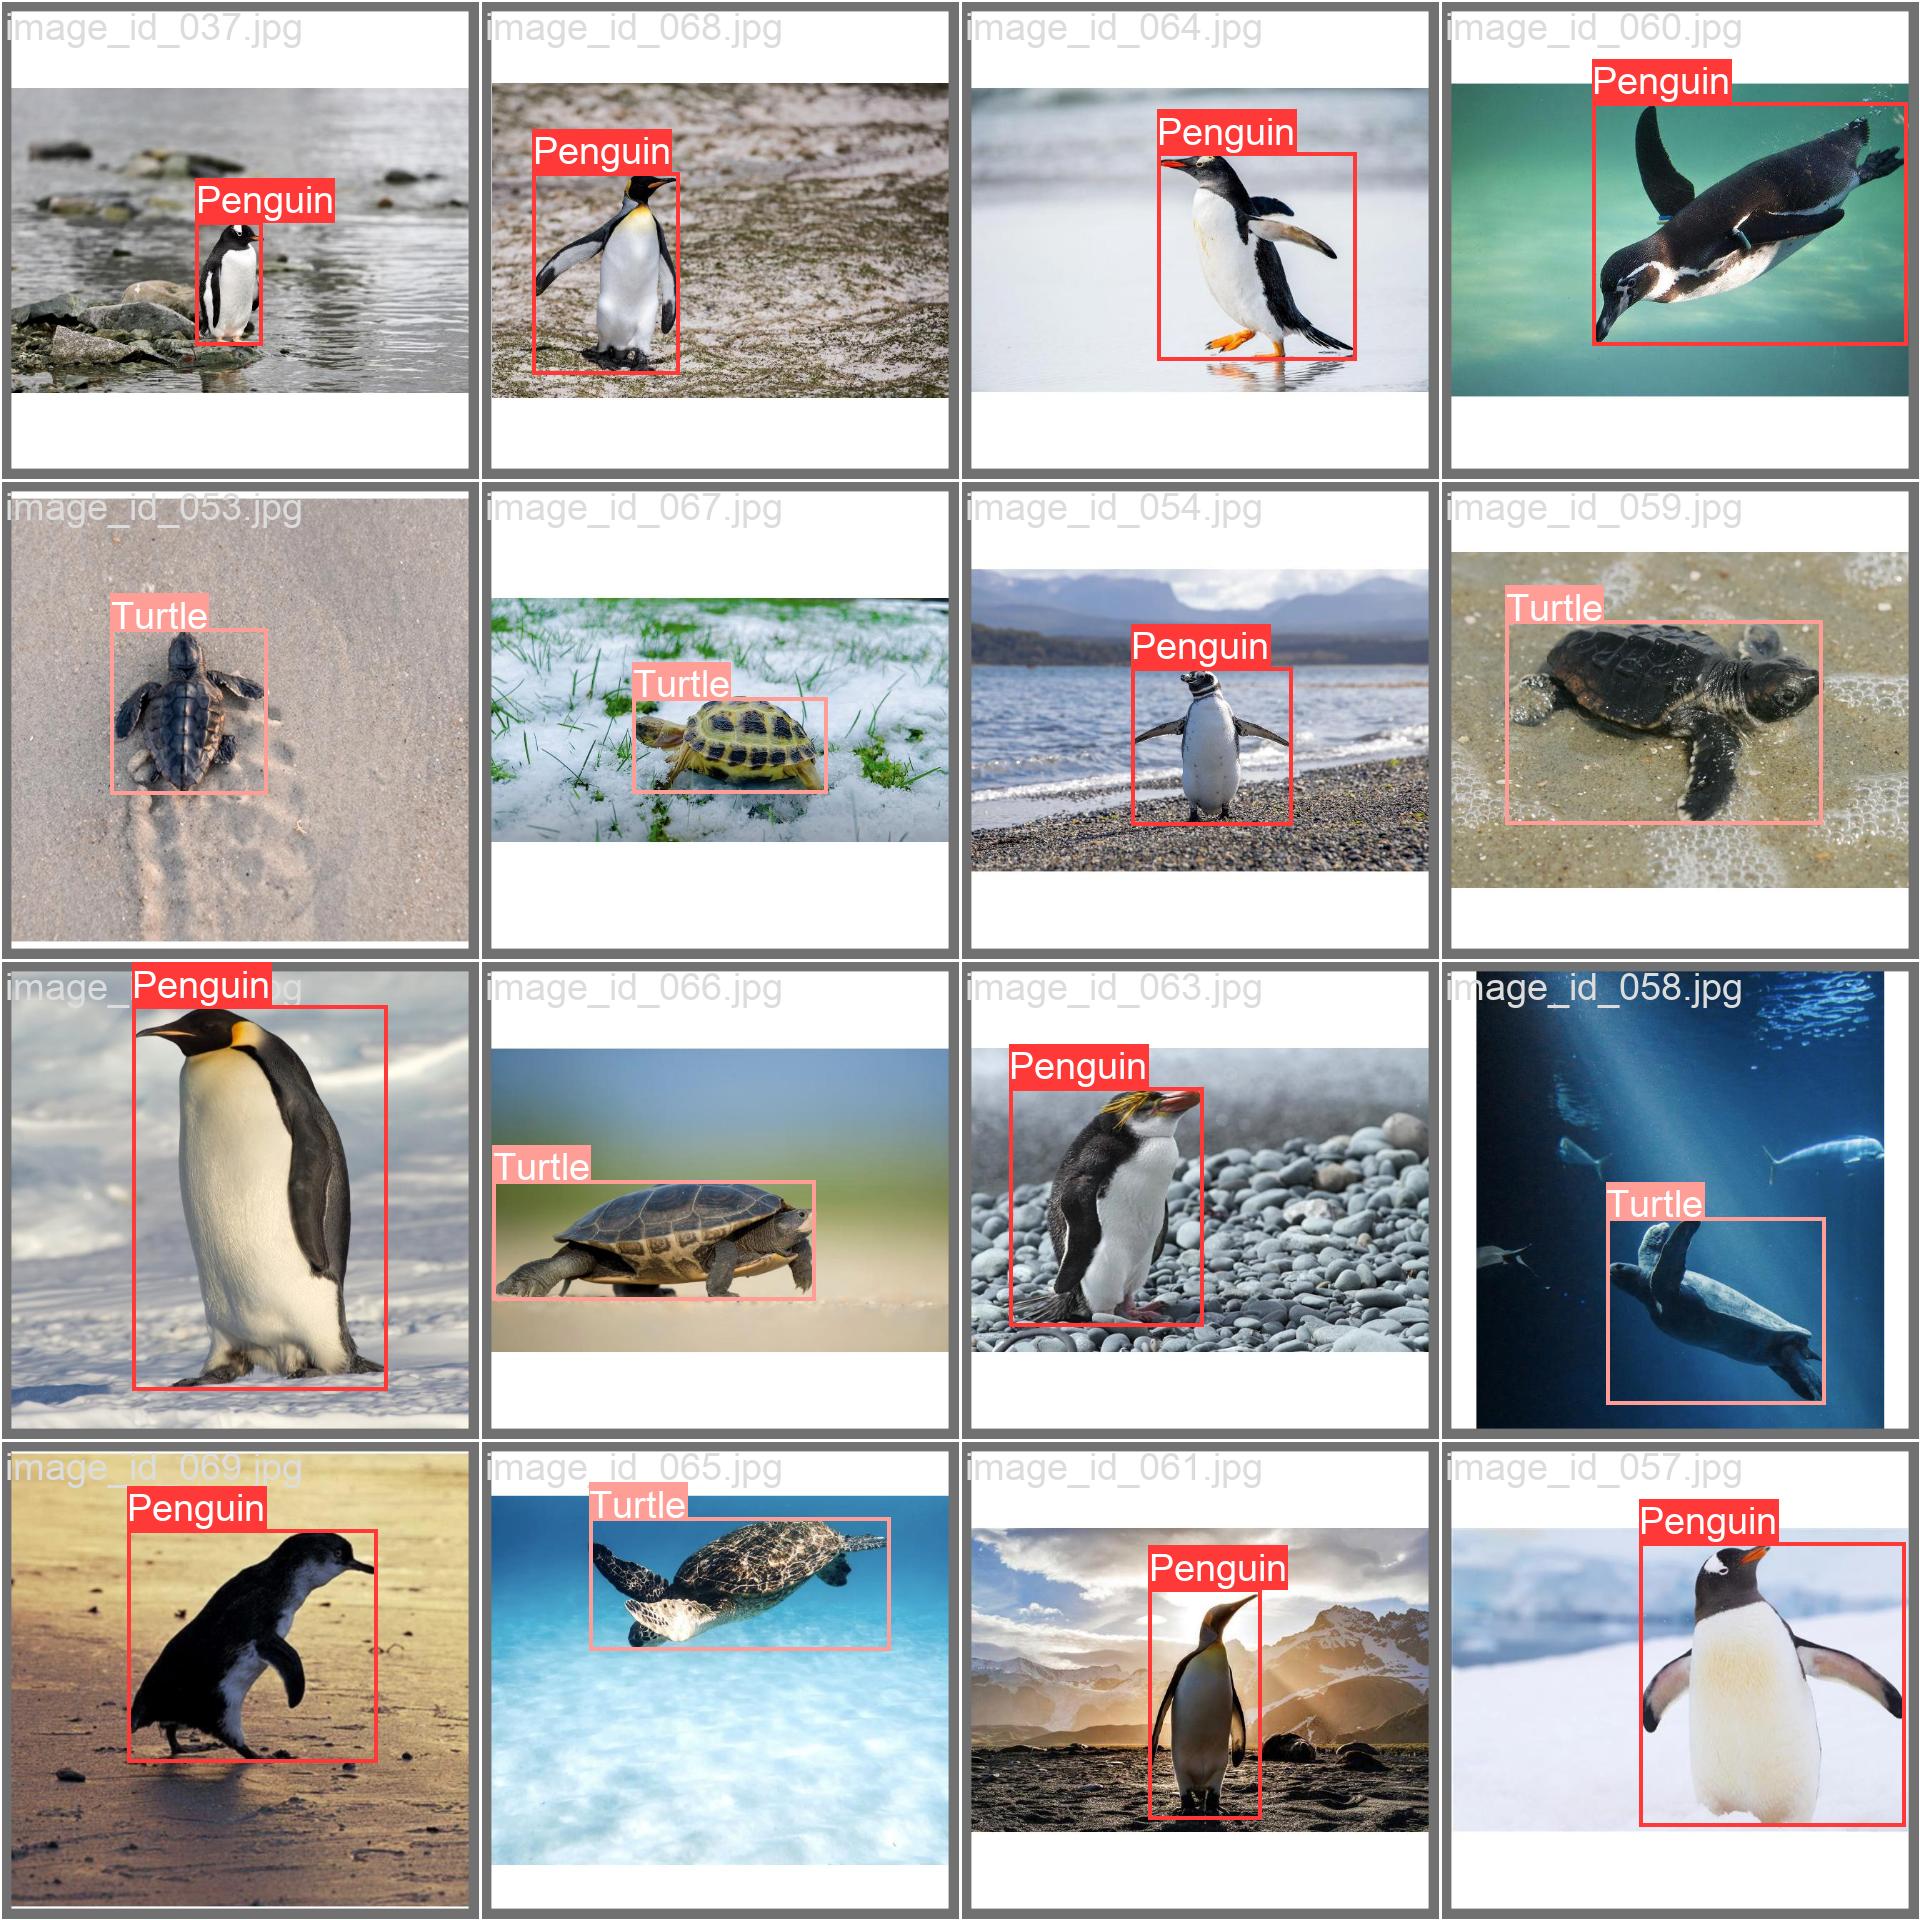 image_id_037.jpg
Penguin
image_id_068.jpg
Penguin
image_id_064.jpg
Penguin
image_id_060.jpg
Penguin
image_id_053.jpg
Turtle
image_id_067.jpg
Turtle
image_id_054.jpg
Penguin
image_id_059.jpg
Turtle
image_
Penguin
image_id_066.jpg
Turtle
image_id_063.jpg
Penguin
image_id_058.jpg
Turtle
image_id_069.jpg
Penguin
image_id_065.jpg
Turtle
image_id_061.jpg
Penguin
image_id_057.jpg
Penguin